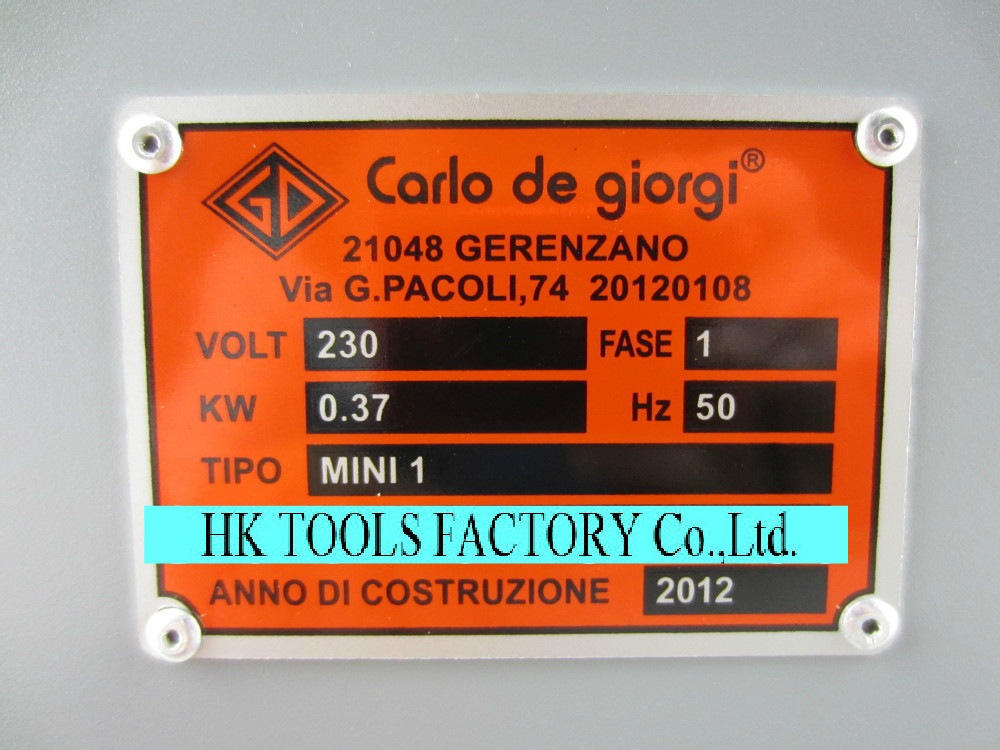 GD Carlo de giorgi®
21048 GERENZANO
Via G.PACOLI,74 20120108
VOLT 230 FASE 1
KW 0.37 Hz 50
TIPO MINI 1
HK TOOLS FACTORY Co.,Ltd.
ANNO DI COSTRUZIONE 2012